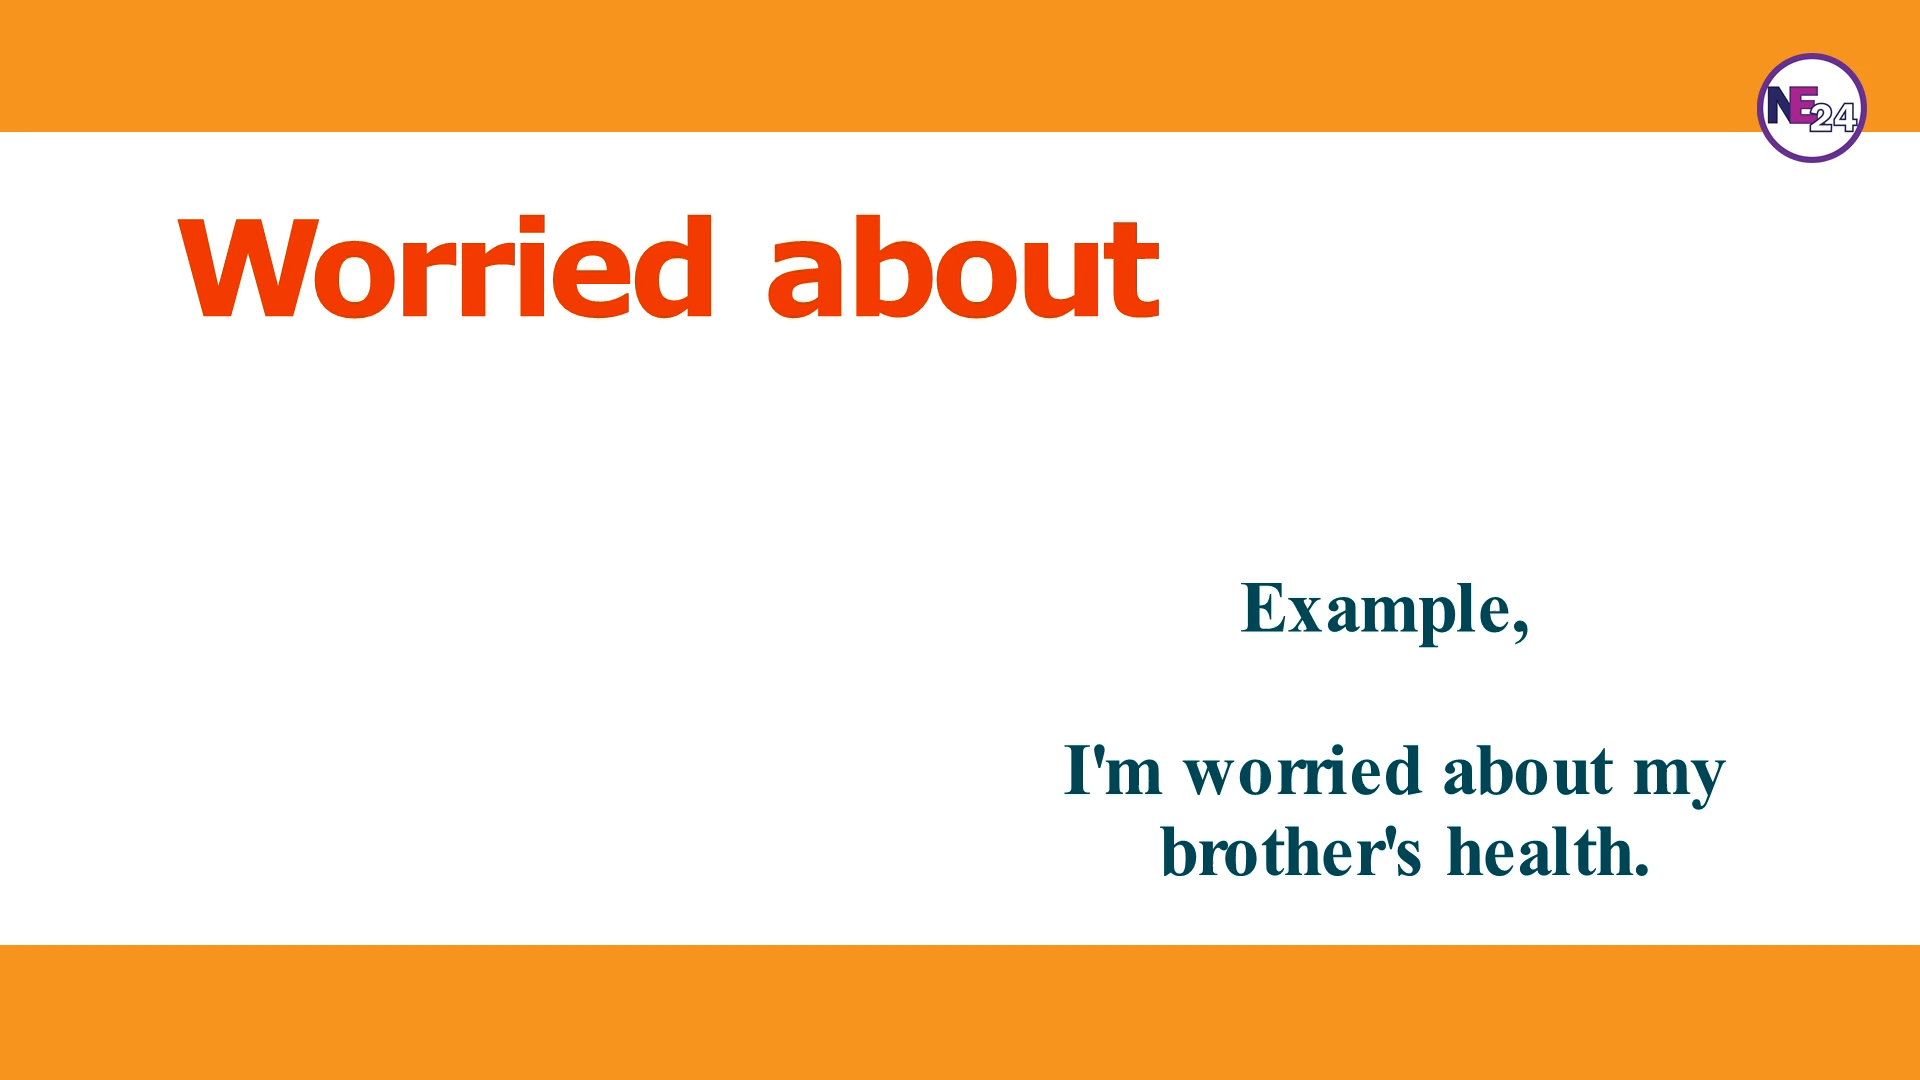 NE24
Worried about
Example,
I'm worried about my
brother's health.